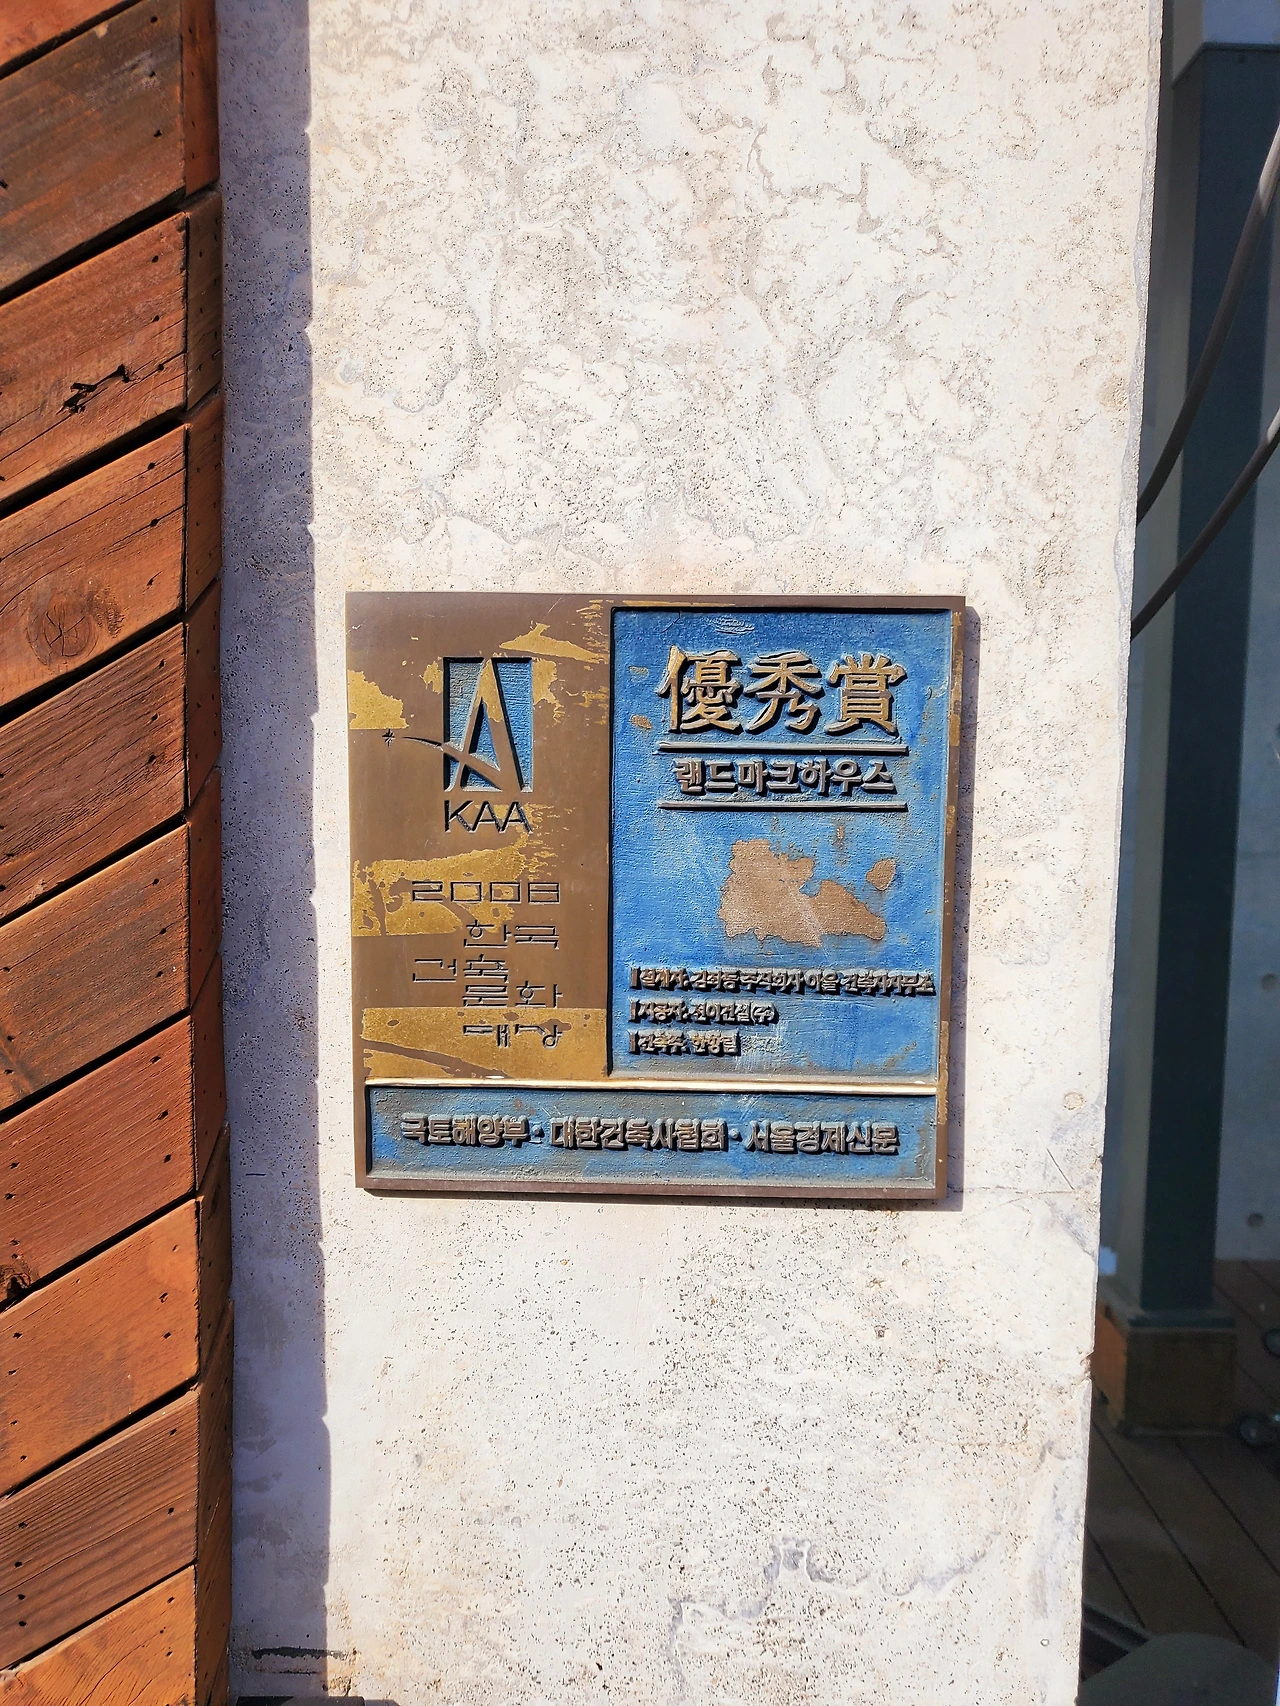 KAA
2008
한국
건축
문화
대상
優秀賞
랜드마크하우스
설계자:
시공자:
건축주:
국토해양부·대한건축사협회·서울경제신문